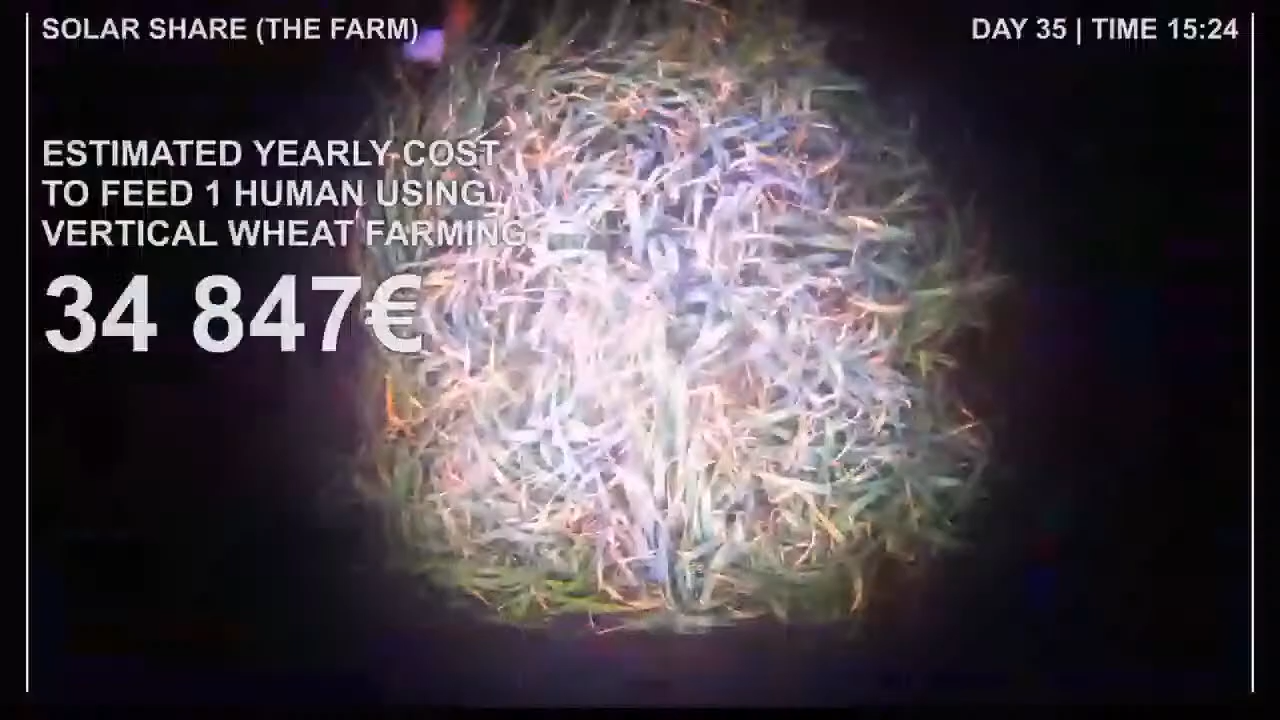 SOLAR SHARE (THE FARM)
DAY 35 | TIME 15:24
ESTIMATED YEARLY COST
TO FEED 1 HUMAN USING
VERTICAL WHEAT FARMING
34 847€